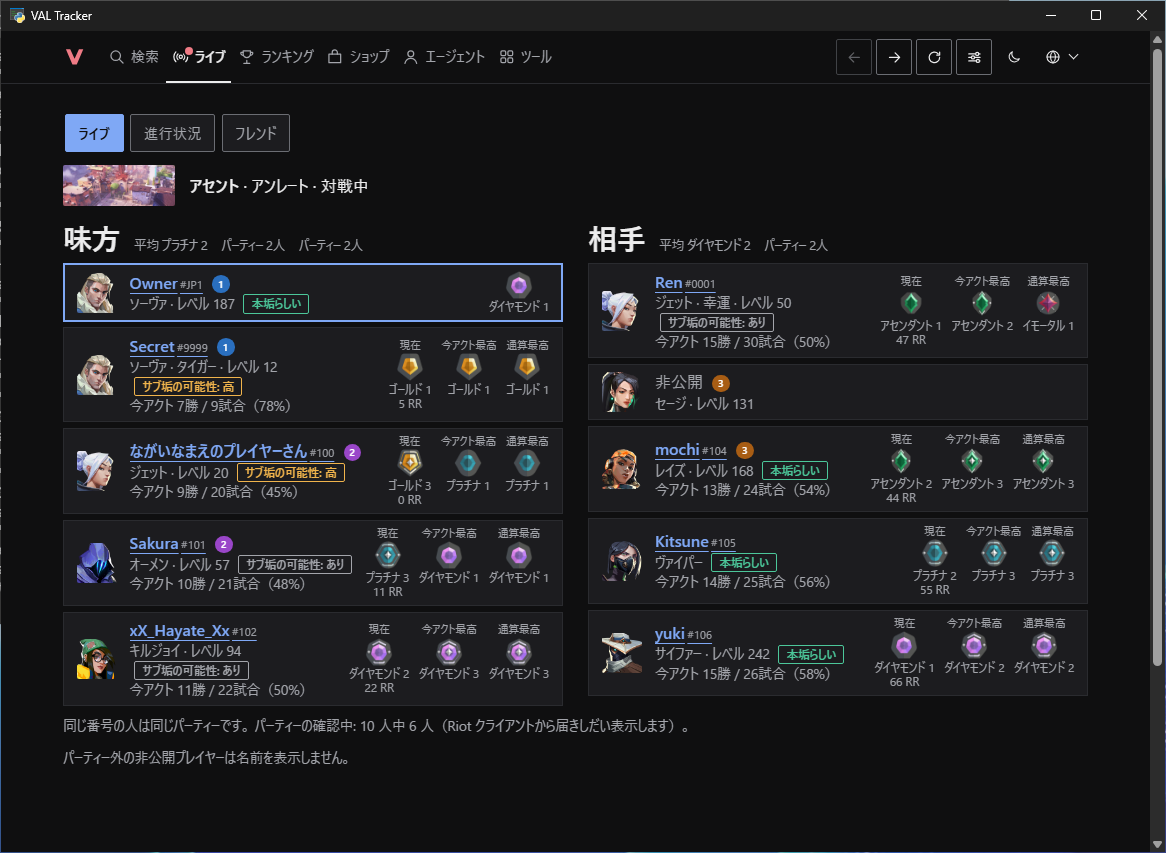 VAL Tracker
検索 ライブ ランキング ショップ エージェント ツール
ライブ 進行状況 フレンド
アセント · アンレート · 対戦中
味方 平均 プラチナ 2 パーティー 2人 パーティー 2人
Owner #JP1 1
ソーヴァ · レベル 187 本垢らしい
ダイヤモンド 1
Secret #9999 1
ソーヴァ · タイガー · レベル 12
サブ垢の可能性: 高
今アクト 7勝 / 9試合（78%）
現在 今アクト最高 通算最高
ゴールド 1 ゴールド 1 ゴールド 1
5 RR
ながいなまえのプレイヤーさん #100 2
ジェット · レベル 20 サブ垢の可能性: 高
今アクト 9勝 / 20試合（45%）
現在 今アクト最高 通算最高
ゴールド 3 プラチナ 1 プラチナ 1
0 RR
Sakura #101 2
オーメン · レベル 57 サブ垢の可能性: あり
今アクト 10勝 / 21試合（48%）
現在 今アクト最高 通算最高
プラチナ 3 ダイヤモンド 1 ダイヤモンド 1
11 RR
xX_Hayate_Xx #102
キルジョイ · レベル 94
サブ垢の可能性: あり
今アクト 11勝 / 22試合（50%）
現在 今アクト最高 通算最高
ダイヤモンド 2 ダイヤモンド 3 ダイヤモンド 3
22 RR
相手 平均 ダイヤモンド 2 パーティー 2人
Ren #0001
ジェット · 幸運 · レベル 50
サブ垢の可能性: あり
今アクト 15勝 / 30試合（50%）
現在 今アクト最高 通算最高
アセンダント 1 アセンダント 2 イモータル 1
47 RR
非公開 3
セージ · レベル 131
mochi #104 3
レイズ · レベル 168 本垢らしい
今アクト 13勝 / 24試合（54%）
現在 今アクト最高 通算最高
アセンダント 2 アセンダント 3 アセンダント 3
44 RR
Kitsune #105
ヴァイパー 本垢らしい
今アクト 14勝 / 25試合（56%）
現在 今アクト最高 通算最高
プラチナ 2 プラチナ 3 プラチナ 3
55 RR
yuki #106
サイファー · レベル 242 本垢らしい
今アクト 15勝 / 26試合（58%）
現在 今アクト最高 通算最高
ダイヤモンド 1 ダイヤモンド 2 ダイヤモンド 2
66 RR
同じ番号の人は同じパーティーです。パーティーの確認中: 10 人中 6 人（Riot クライアントから届きしだい表示します）。
パーティー外の非公開プレイヤーは名前を表示しません。